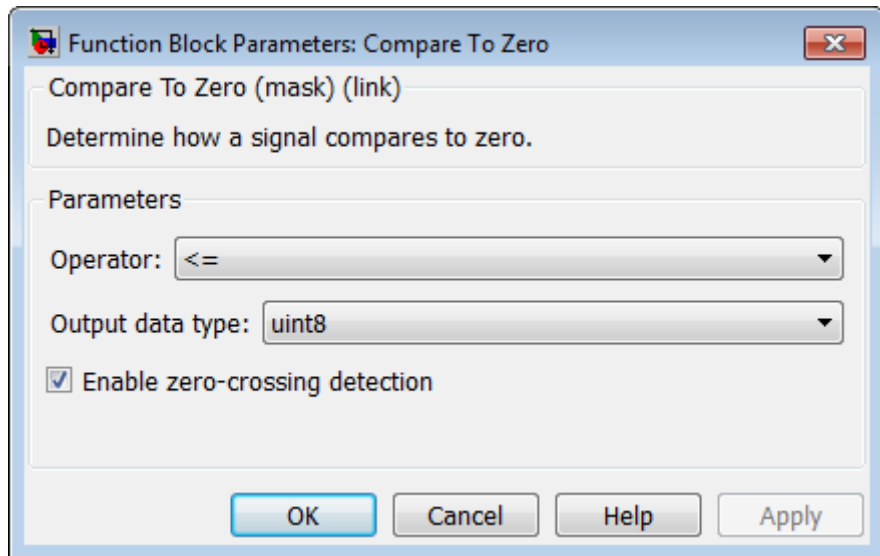 Function Block Parameters: Compare To Zero
Compare To Zero (mask) (link)
Determine how a signal compares to zero.
Parameters
Operator: <=
Output data type: uint8
Enable zero-crossing detection
OK Cancel Help Apply